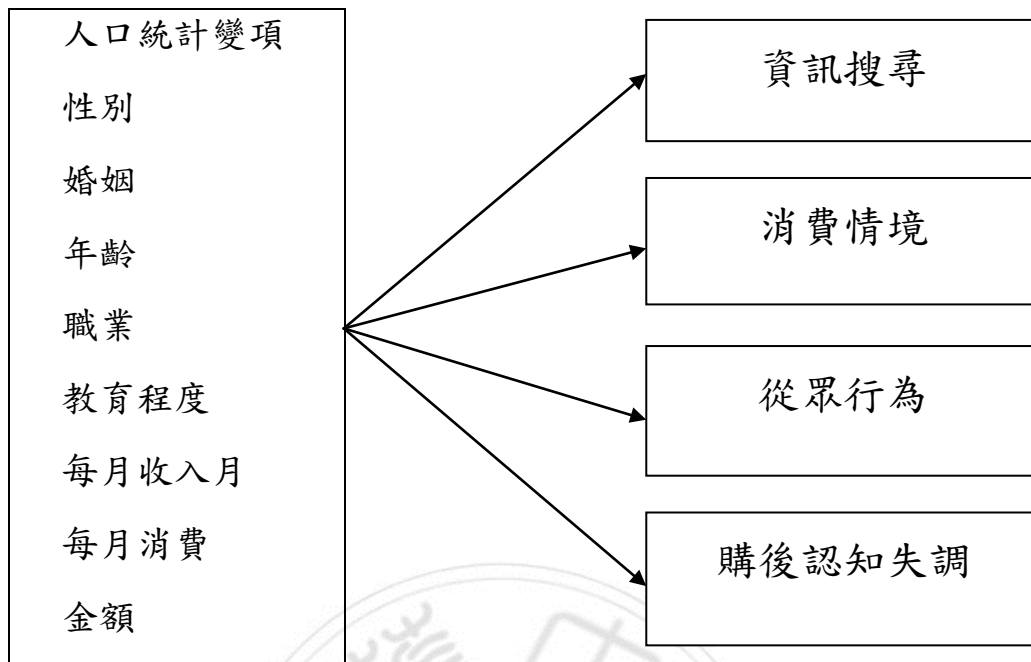 人口統計變項
性別
婚姻
年齡
職業
教育程度
每月收入月
每月消費
金額
資訊搜尋
消費情境
從眾行為
購後認知失調